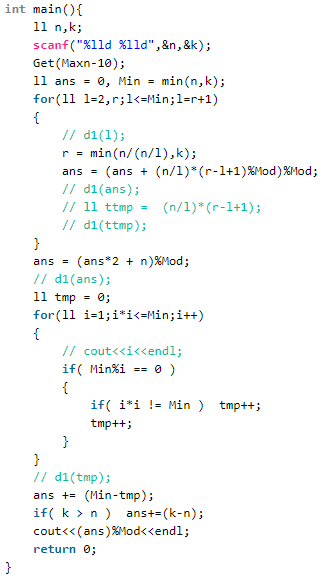 int main(){
    ll n,k;
    scanf("%lld %lld",&n,&k);
    Get(Maxn-10);
    ll ans = 0, Min = min(n,k);
    for(ll l=2,r;l<=Min;l=r+1)
    {
        // d1(l);
        r = min(n/(n/l),k);
        ans = (ans + (n/l)*(r-l+1)%Mod)%Mod;
        // d1(ans);
        // ll ttmp =  (n/l)*(r-l+1);
        // d1(ttmp);
    }
    ans = (ans*2 + n)%Mod;
    // d1(ans);
    ll tmp = 0;
    for(ll i=1;i*i<=Min;i++)
    {
        // cout<<i<<endl;
        if( Min%i == 0 )
        {
            if( i*i != Min )  tmp++;
            tmp++;
        }
    }
    // d1(tmp);
    ans += (Min-tmp);
    if( k > n )  ans+=(k-n);
    cout<<(ans)%Mod<<endl;
    return 0;
}